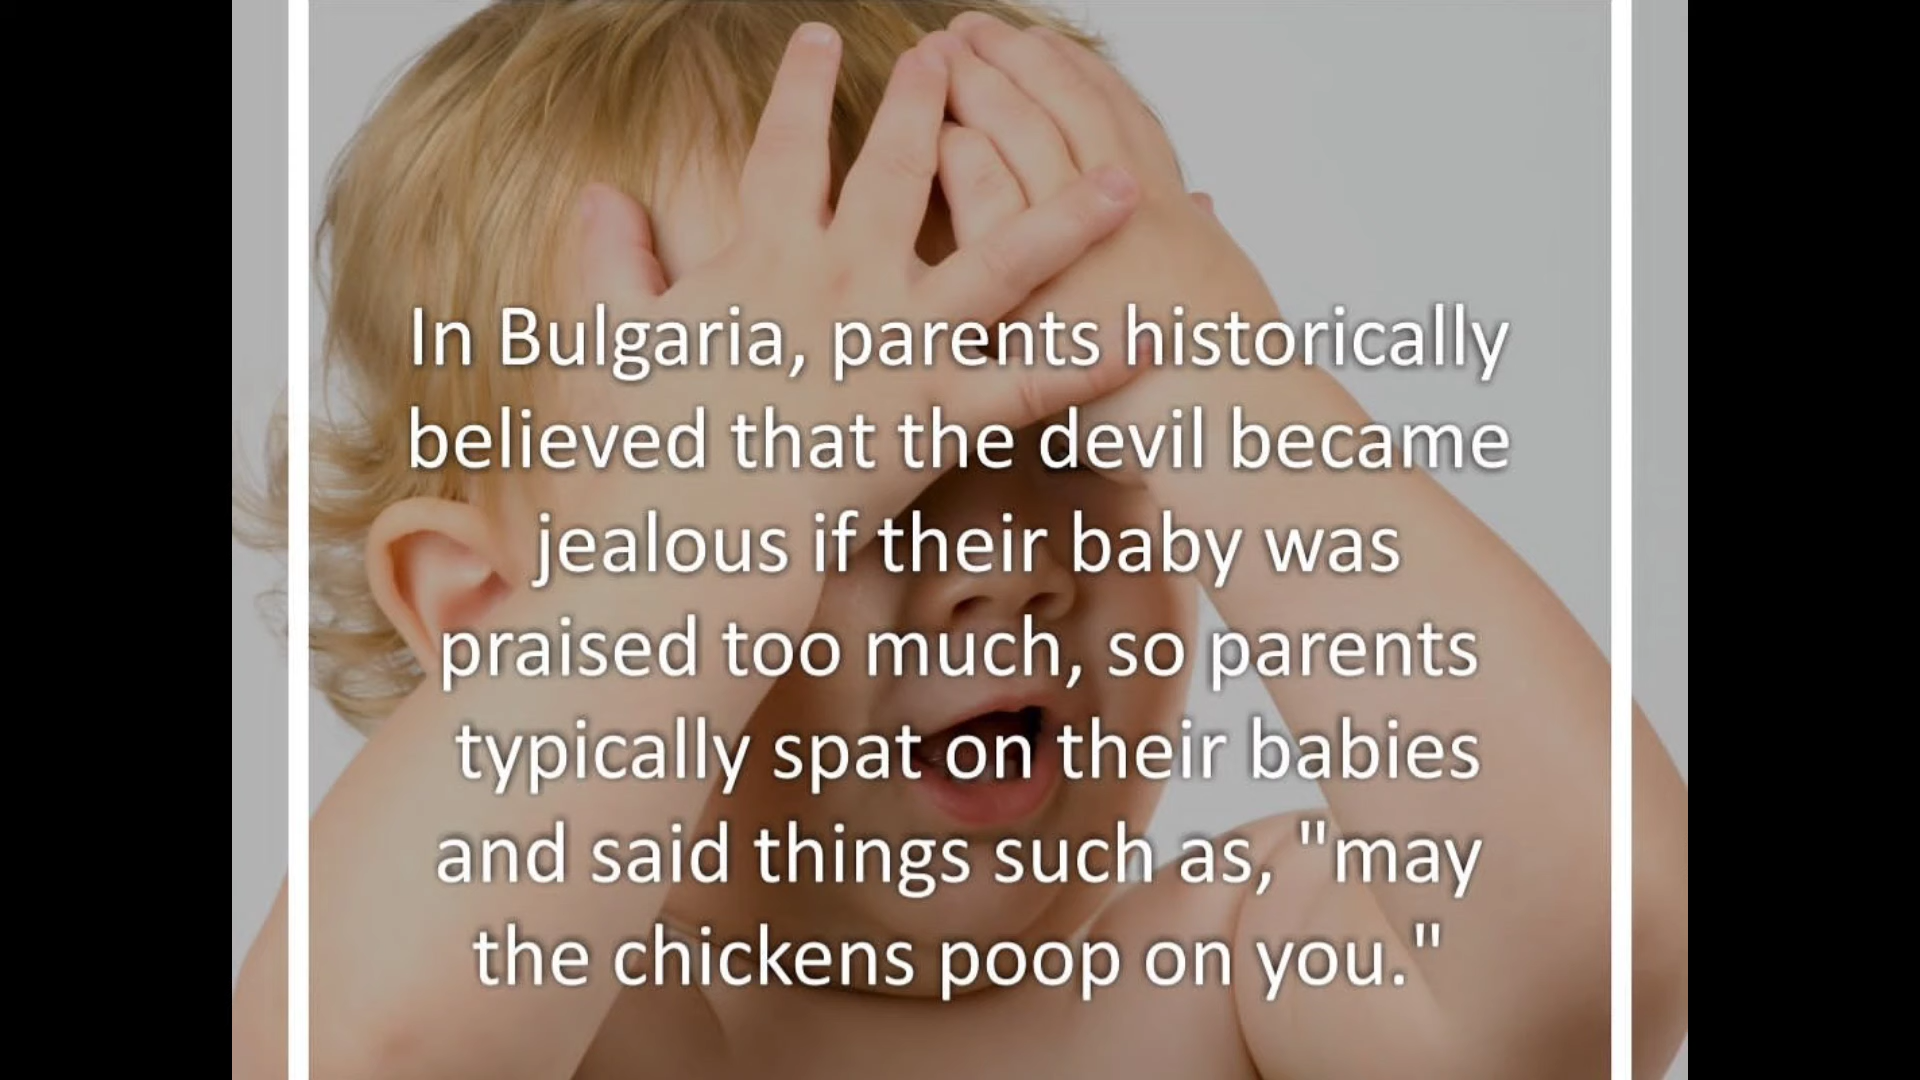 In Bulgaria, parents historically
believed that the devil became
jealous if their baby was
praised too much, so parents
typically spat on their babies
and said things such as, "may
the chickens poop on you."